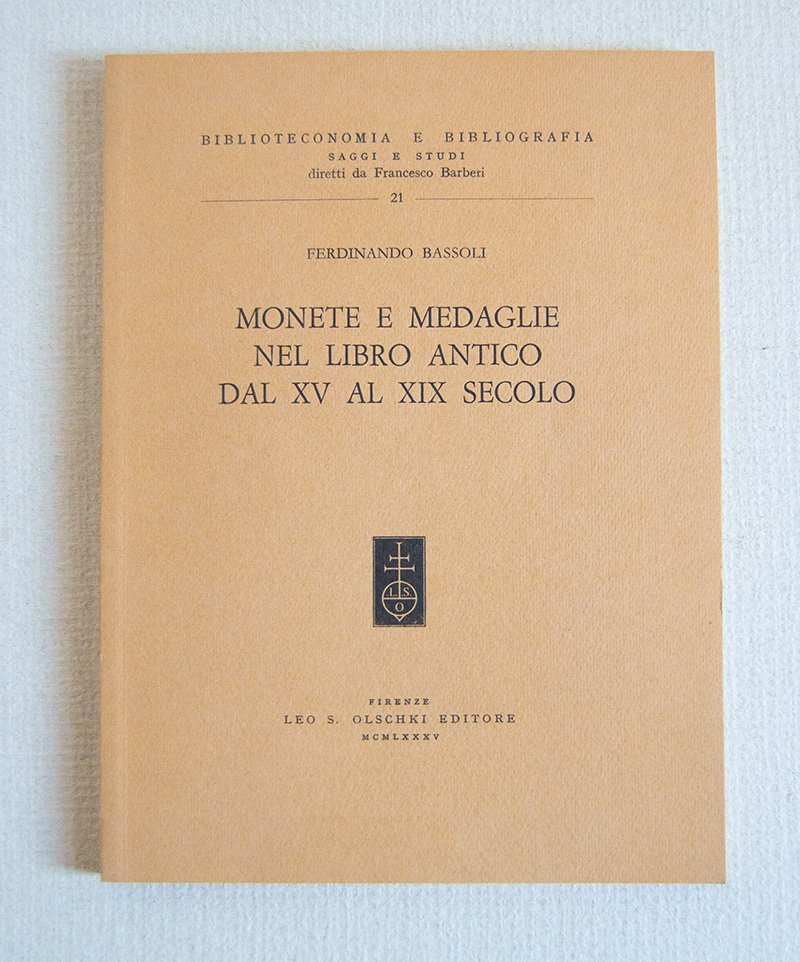 BIBLIOTECONOMIA E BIBLIOGRAFIA
SAGGI E STUDI
diretti da Francesco Barberi
21
FERDINANDO BASSOLI
MONETE E MEDAGLIE
NEL LIBRO ANTICO
DAL XV AL XIX SECOLO
L. S.
O
FIRENZE
LEO S. OLSCHKI EDITORE
MCMLXXXV